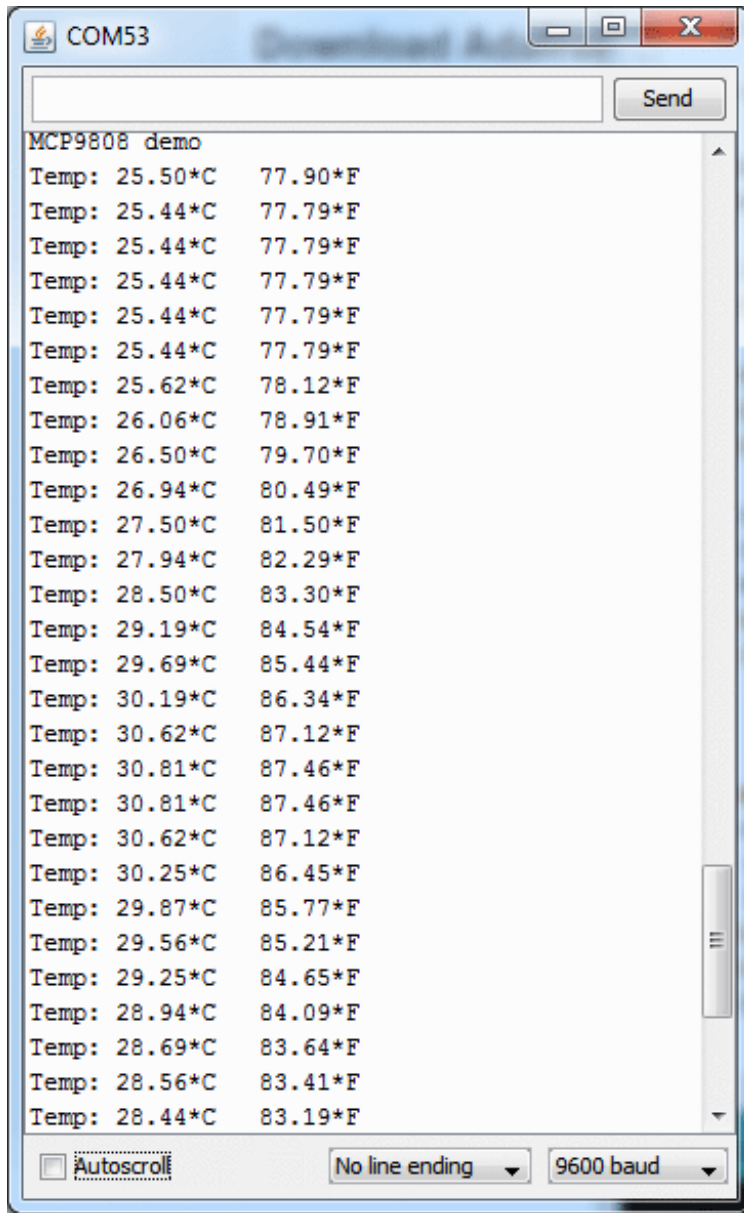 COM53
Send
MCP9808 demo
Temp: 25.50*C 77.90*F
Temp: 25.44*C 77.79*F
Temp: 25.44*C 77.79*F
Temp: 25.44*C 77.79*F
Temp: 25.44*C 77.79*F
Temp: 25.44*C 77.79*F
Temp: 25.62*C 78.12*F
Temp: 26.06*C 78.91*F
Temp: 26.50*C 79.70*F
Temp: 26.94*C 80.49*F
Temp: 27.50*C 81.50*F
Temp: 27.94*C 82.29*F
Temp: 28.50*C 83.30*F
Temp: 29.19*C 84.54*F
Temp: 29.69*C 85.44*F
Temp: 30.19*C 86.34*F
Temp: 30.62*C 87.12*F
Temp: 30.81*C 87.46*F
Temp: 30.81*C 87.46*F
Temp: 30.62*C 87.12*F
Temp: 30.25*C 86.45*F
Temp: 29.87*C 85.77*F
Temp: 29.56*C 85.21*F
Temp: 29.25*C 84.65*F
Temp: 28.94*C 84.09*F
Temp: 28.69*C 83.64*F
Temp: 28.56*C 83.41*F
Temp: 28.44*C 83.19*F
Autoscroll No line ending 9600 baud